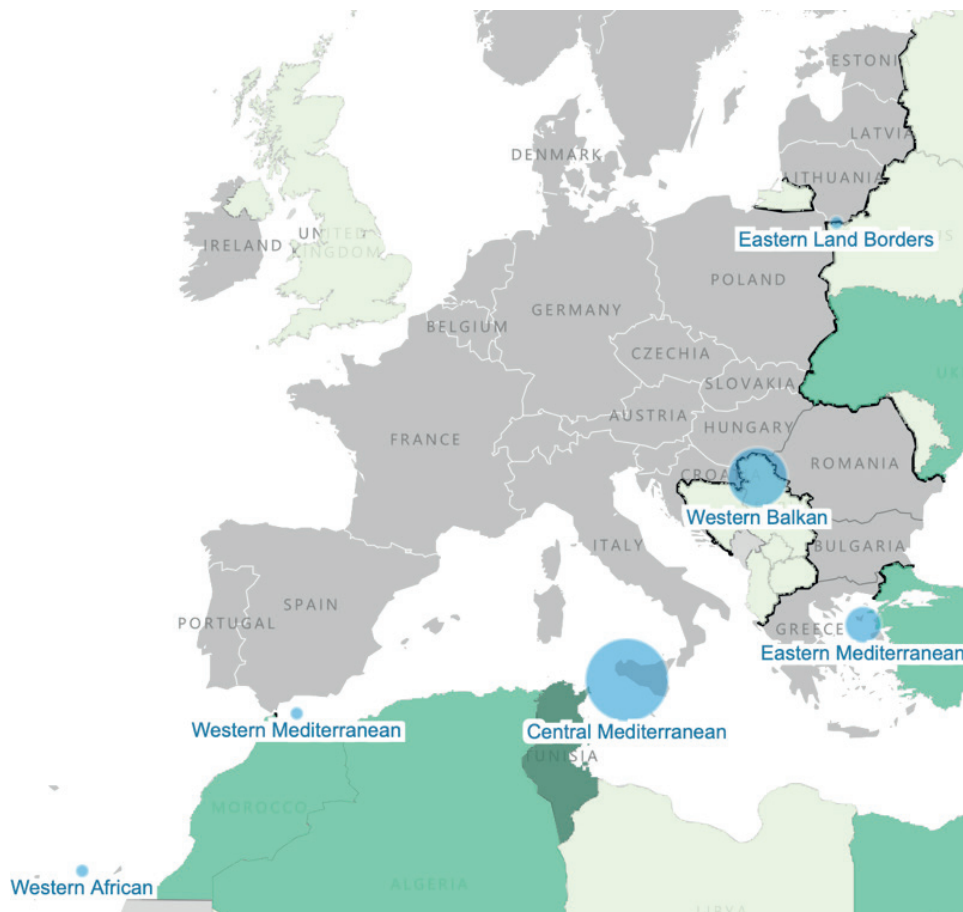 ESTONIA
LATVIA
DENMARK
LITHUANIA
Eastern Land Borders
IRELAND
UNITED
KINGDOM
POLAND
GERMANY
BELGIUM
CZECHIA
SLOVAKIA
UK
AUSTRIA
HUNGARY
FRANCE
ROMANIA
CROA
Western Balkan
ITALY
BULGARIA
SPAIN
PORTUGAL
GREECE
Eastern Mediterranean
Western Mediterranean
Central Mediterranean
TUNISIA
MOROCCO
Western African
ALGERIA
LIBYA